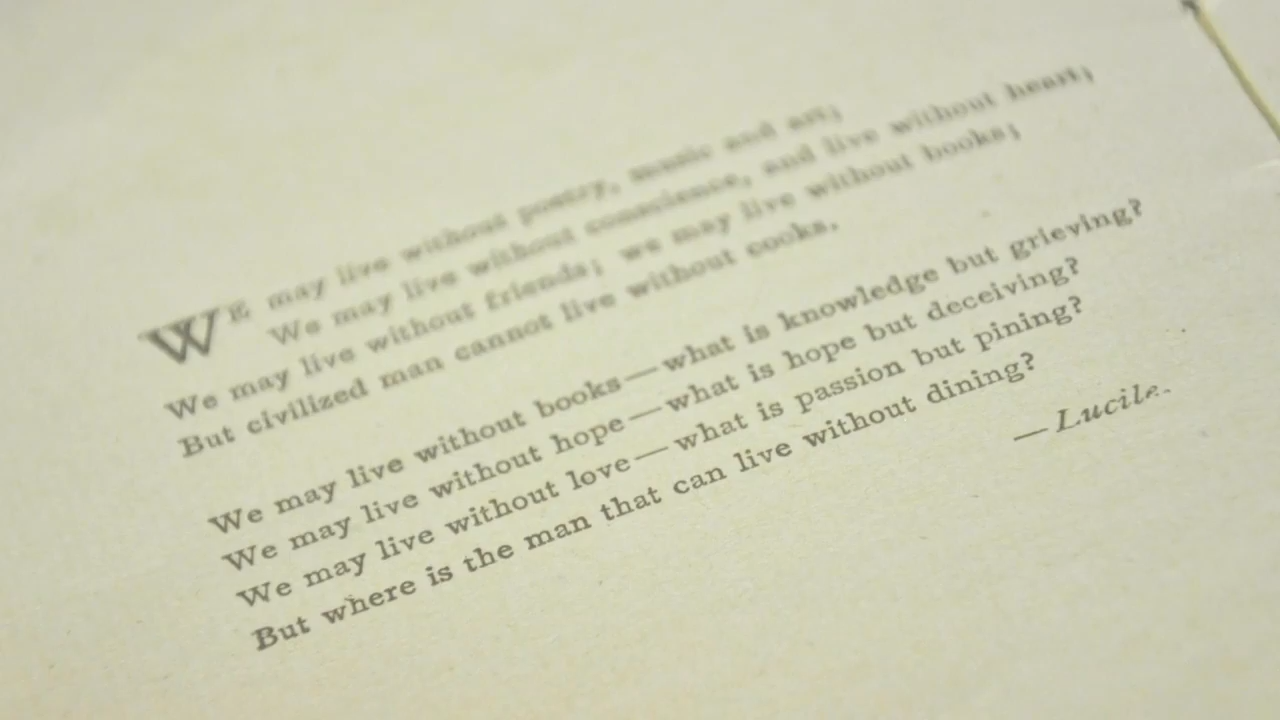 WE may live without poetry, music and art;
We may live without conscience, and live without heart;
We may live without friends; we may live without books;
But civilized man cannot live without cooks.
We may live without books—what is knowledge but grieving?
We may live without hope—what is hope but deceiving?
We may live without love—what is passion but pining?
But where is the man that can live without dining?
—Lucile.